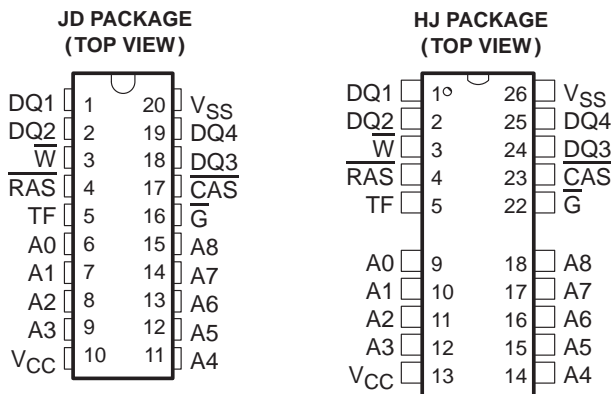 JD PACKAGE
(TOP VIEW)
DQ1 1 20 VSS
DQ2 2 19 DQ4
W̅ 3 18 DQ3
R̅A̅S̅ 4 17 C̅A̅S̅
TF 5 16 G̅
A0 6 15 A8
A1 7 14 A7
A2 8 13 A6
A3 9 12 A5
VCC 10 11 A4
HJ PACKAGE
(TOP VIEW)
DQ1 1 26 VSS
DQ2 2 25 DQ4
W̅ 3 24 DQ3
R̅A̅S̅ 4 23 C̅A̅S̅
TF 5 22 G̅
A0 9 18 A8
A1 10 17 A7
A2 11 16 A6
A3 12 15 A5
VCC 13 14 A4